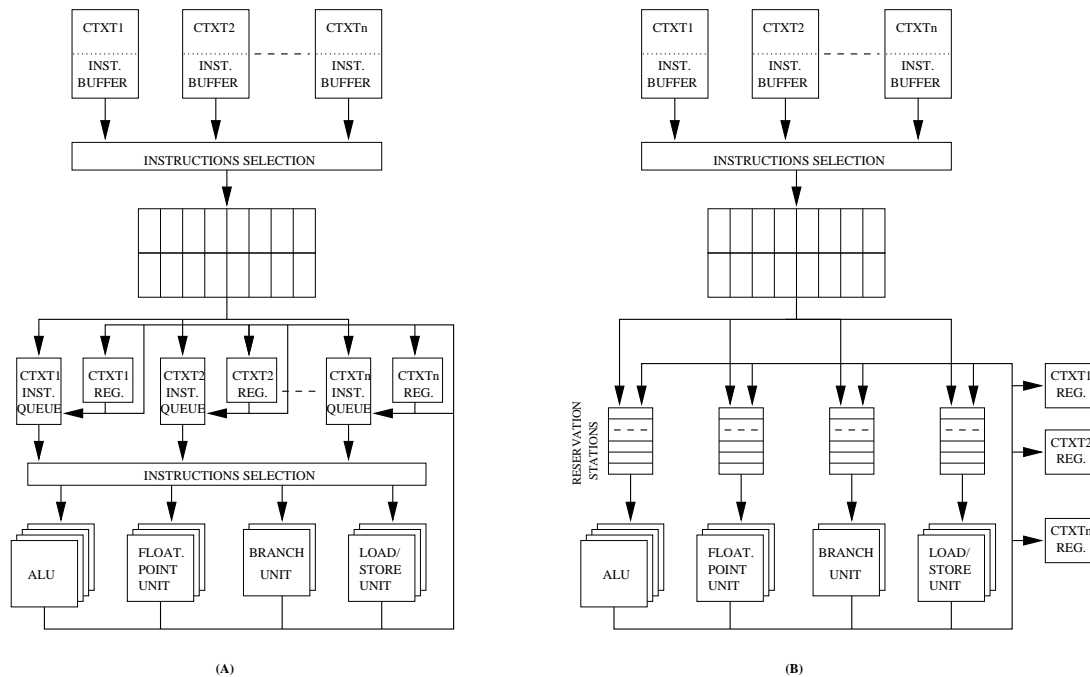 CTXT1
INST.
BUFFER
CTXT2
INST.
BUFFER
CTXTn
INST.
BUFFER
INSTRUCTIONS SELECTION
CTXT1
INST.
QUEUE
CTXT1
REG.
CTXT2
INST.
QUEUE
CTXT2
REG.
CTXTn
INST.
QUEUE
CTXTn
REG.
INSTRUCTIONS SELECTION
ALU
FLOAT.
POINT
UNIT
BRANCH
UNIT
LOAD/
STORE
UNIT
(A)
CTXT1
INST.
BUFFER
CTXT2
INST.
BUFFER
CTXTn
INST.
BUFFER
INSTRUCTIONS SELECTION
RESERVATION
STATIONS
CTXT1
REG.
CTXT2
REG.
CTXTn
REG.
ALU
FLOAT.
POINT
UNIT
BRANCH
UNIT
LOAD/
STORE
UNIT
(B)